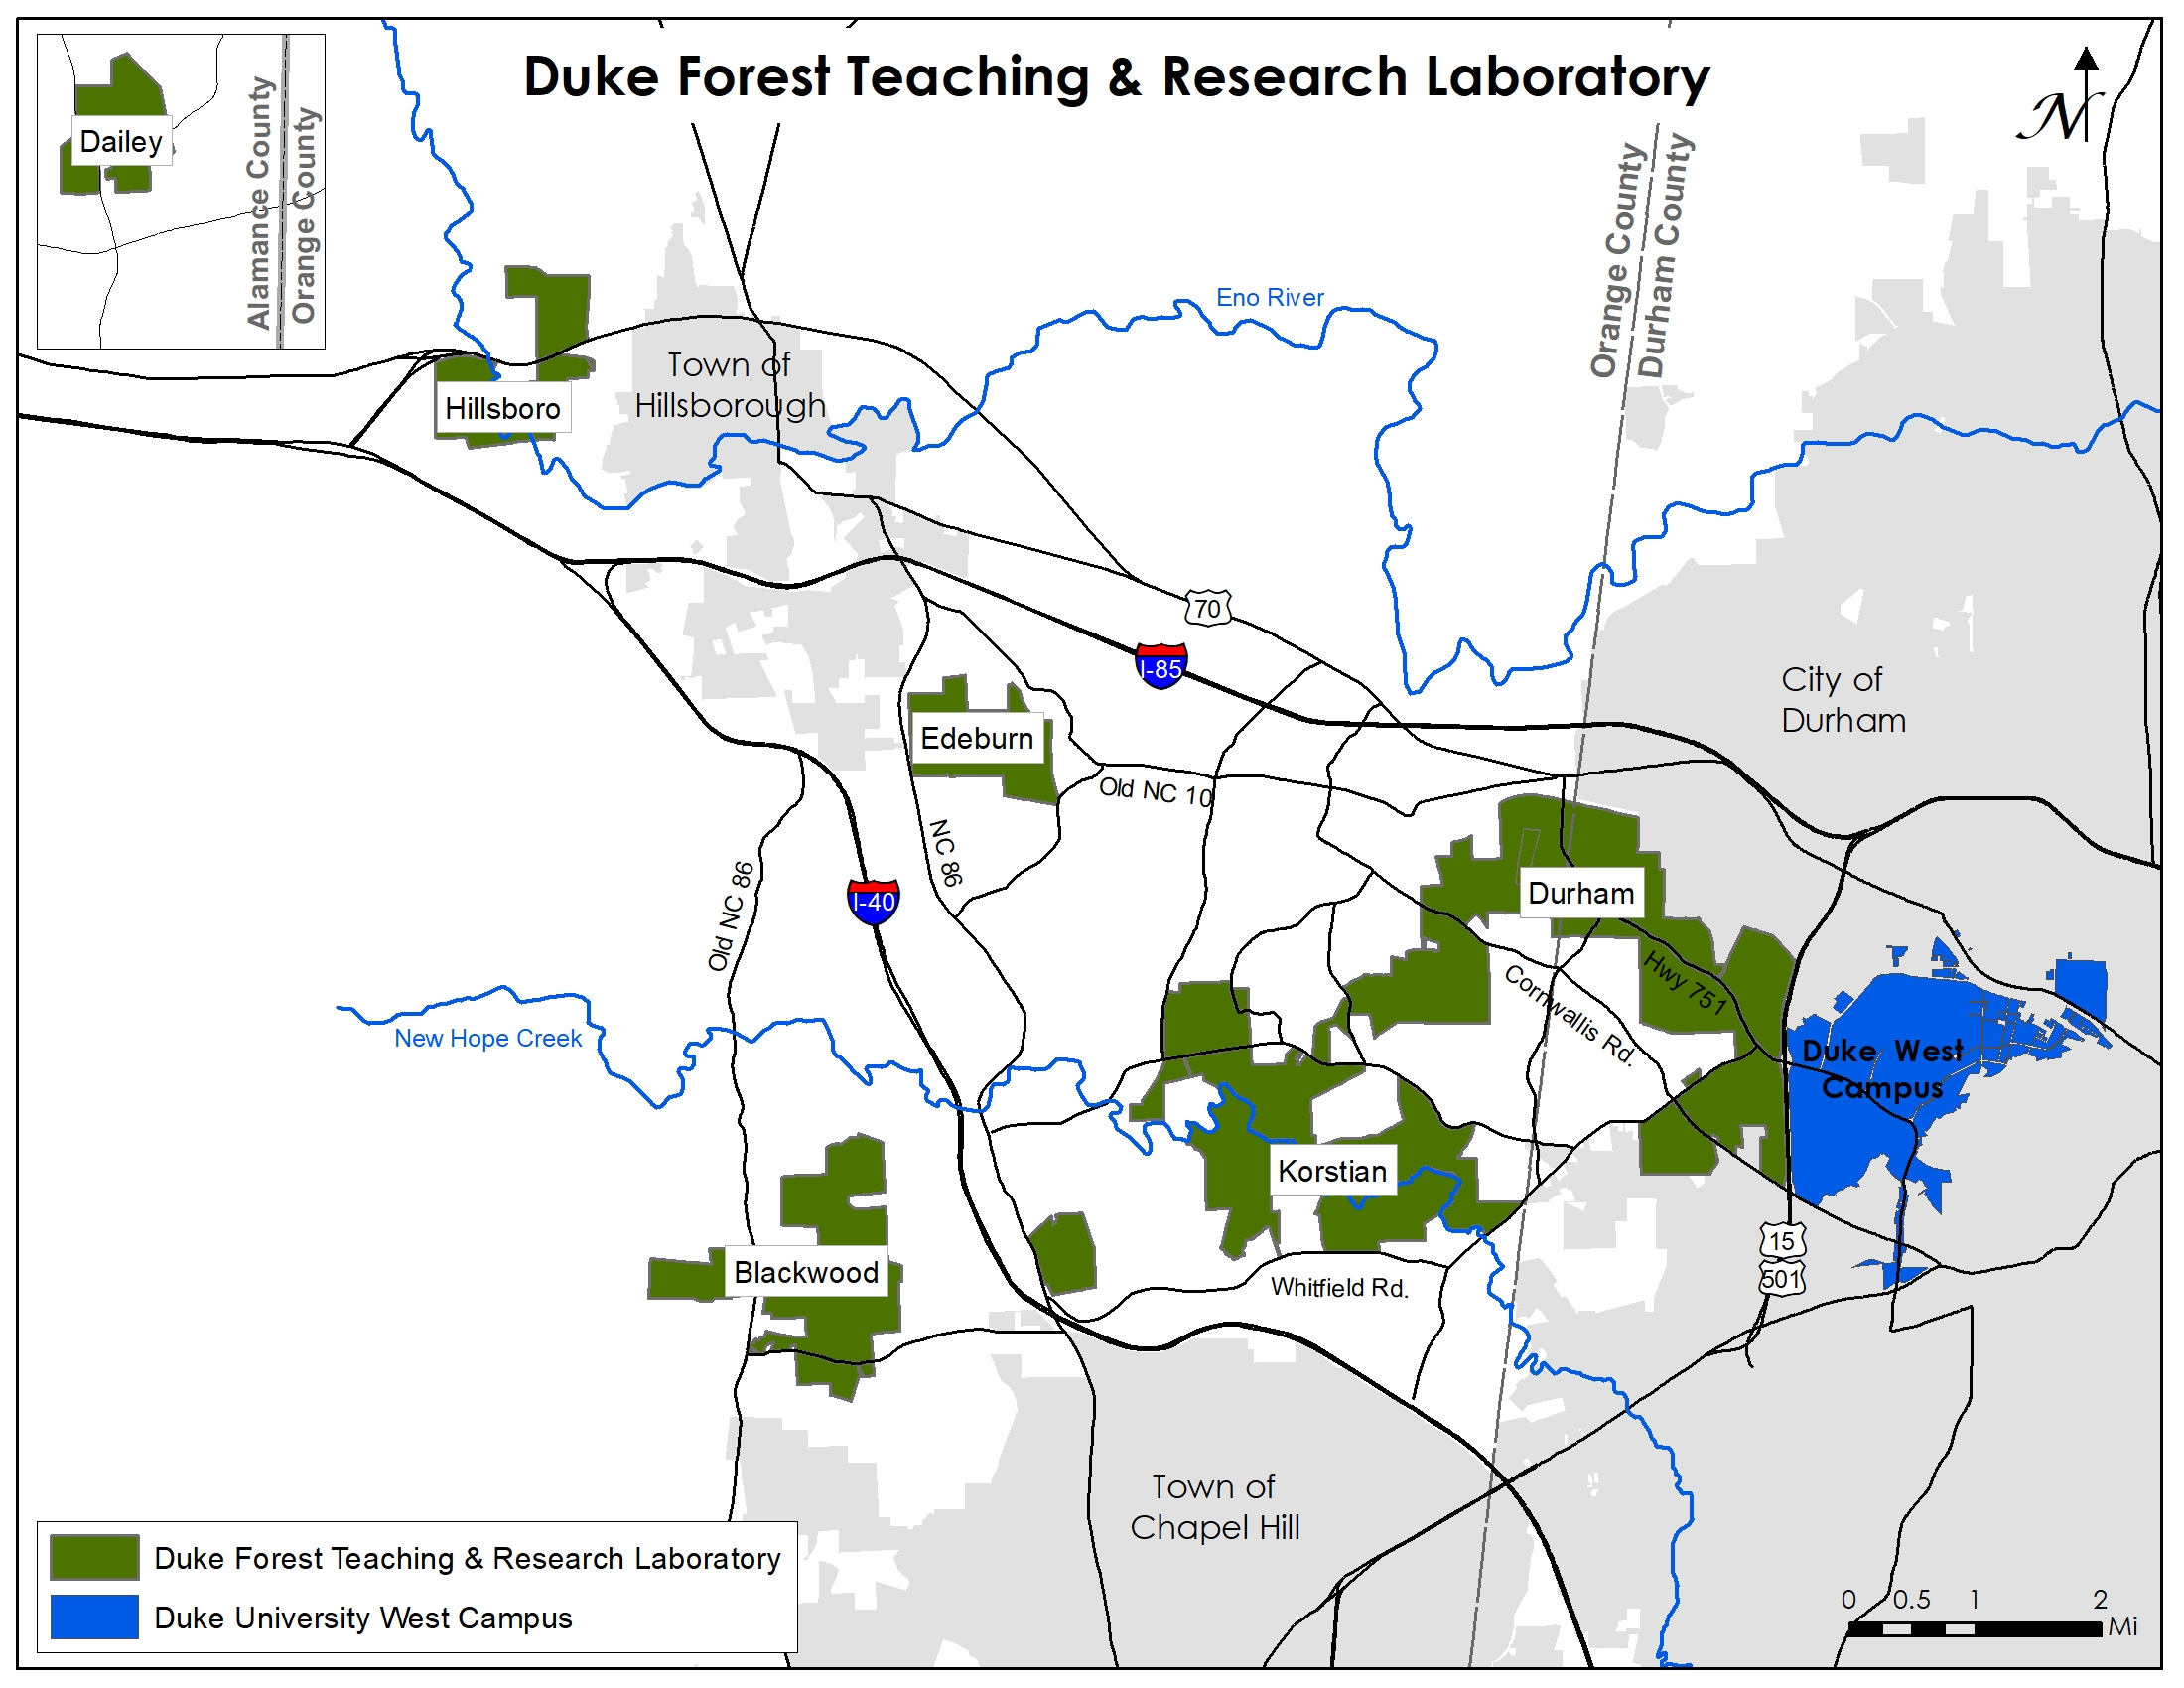 Duke Forest Teaching & Research Laboratory
N
Dailey
Alamance County
Orange County
Orange County
Durham County
Eno River
Town of
Hillsborough
Hillsboro
70
I-85
City of
Durham
Edeburn
Old NC 10
NC 86
Old NC 86
I-40
Durham
Hwy 751
Cornwallis Rd.
New Hope Creek
Duke West
Campus
Korstian
Blackwood
Whitfield Rd.
15
501
Town of
Chapel Hill
Duke Forest Teaching & Research Laboratory
Duke University West Campus
0 0.5 1 2
Mi